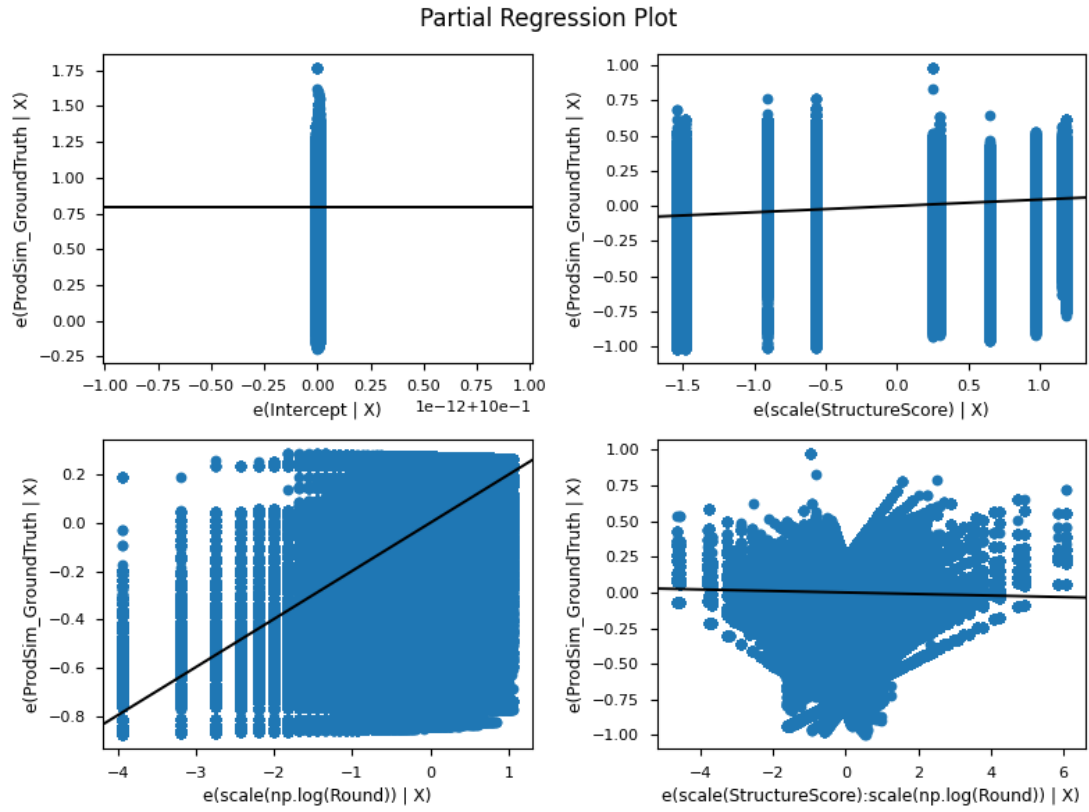 Partial Regression Plot
e(ProdSim_GroundTruth | X)
1.75
1.50
1.25
1.00
0.75
0.50
0.25
0.00
−0.25
−1.00 −0.75 −0.50 −0.25 0.00 0.25 0.50 0.75 1.00
e(Intercept | X)
1e−12+10e−1
e(ProdSim_GroundTruth | X)
1.00
0.75
0.50
0.25
0.00
−0.25
−0.50
−0.75
−1.00
−1.5 −1.0 −0.5 0.0 0.5 1.0
e(scale(StructureScore) | X)
e(ProdSim_GroundTruth | X)
0.2
0.0
−0.2
−0.4
−0.6
−0.8
−4 −3 −2 −1 0 1
e(scale(np.log(Round)) | X)
e(ProdSim_GroundTruth | X)
1.00
0.75
0.50
0.25
0.00
−0.25
−0.50
−0.75
−1.00
−4 −2 0 2 4 6
e(scale(StructureScore):scale(np.log(Round)) | X)